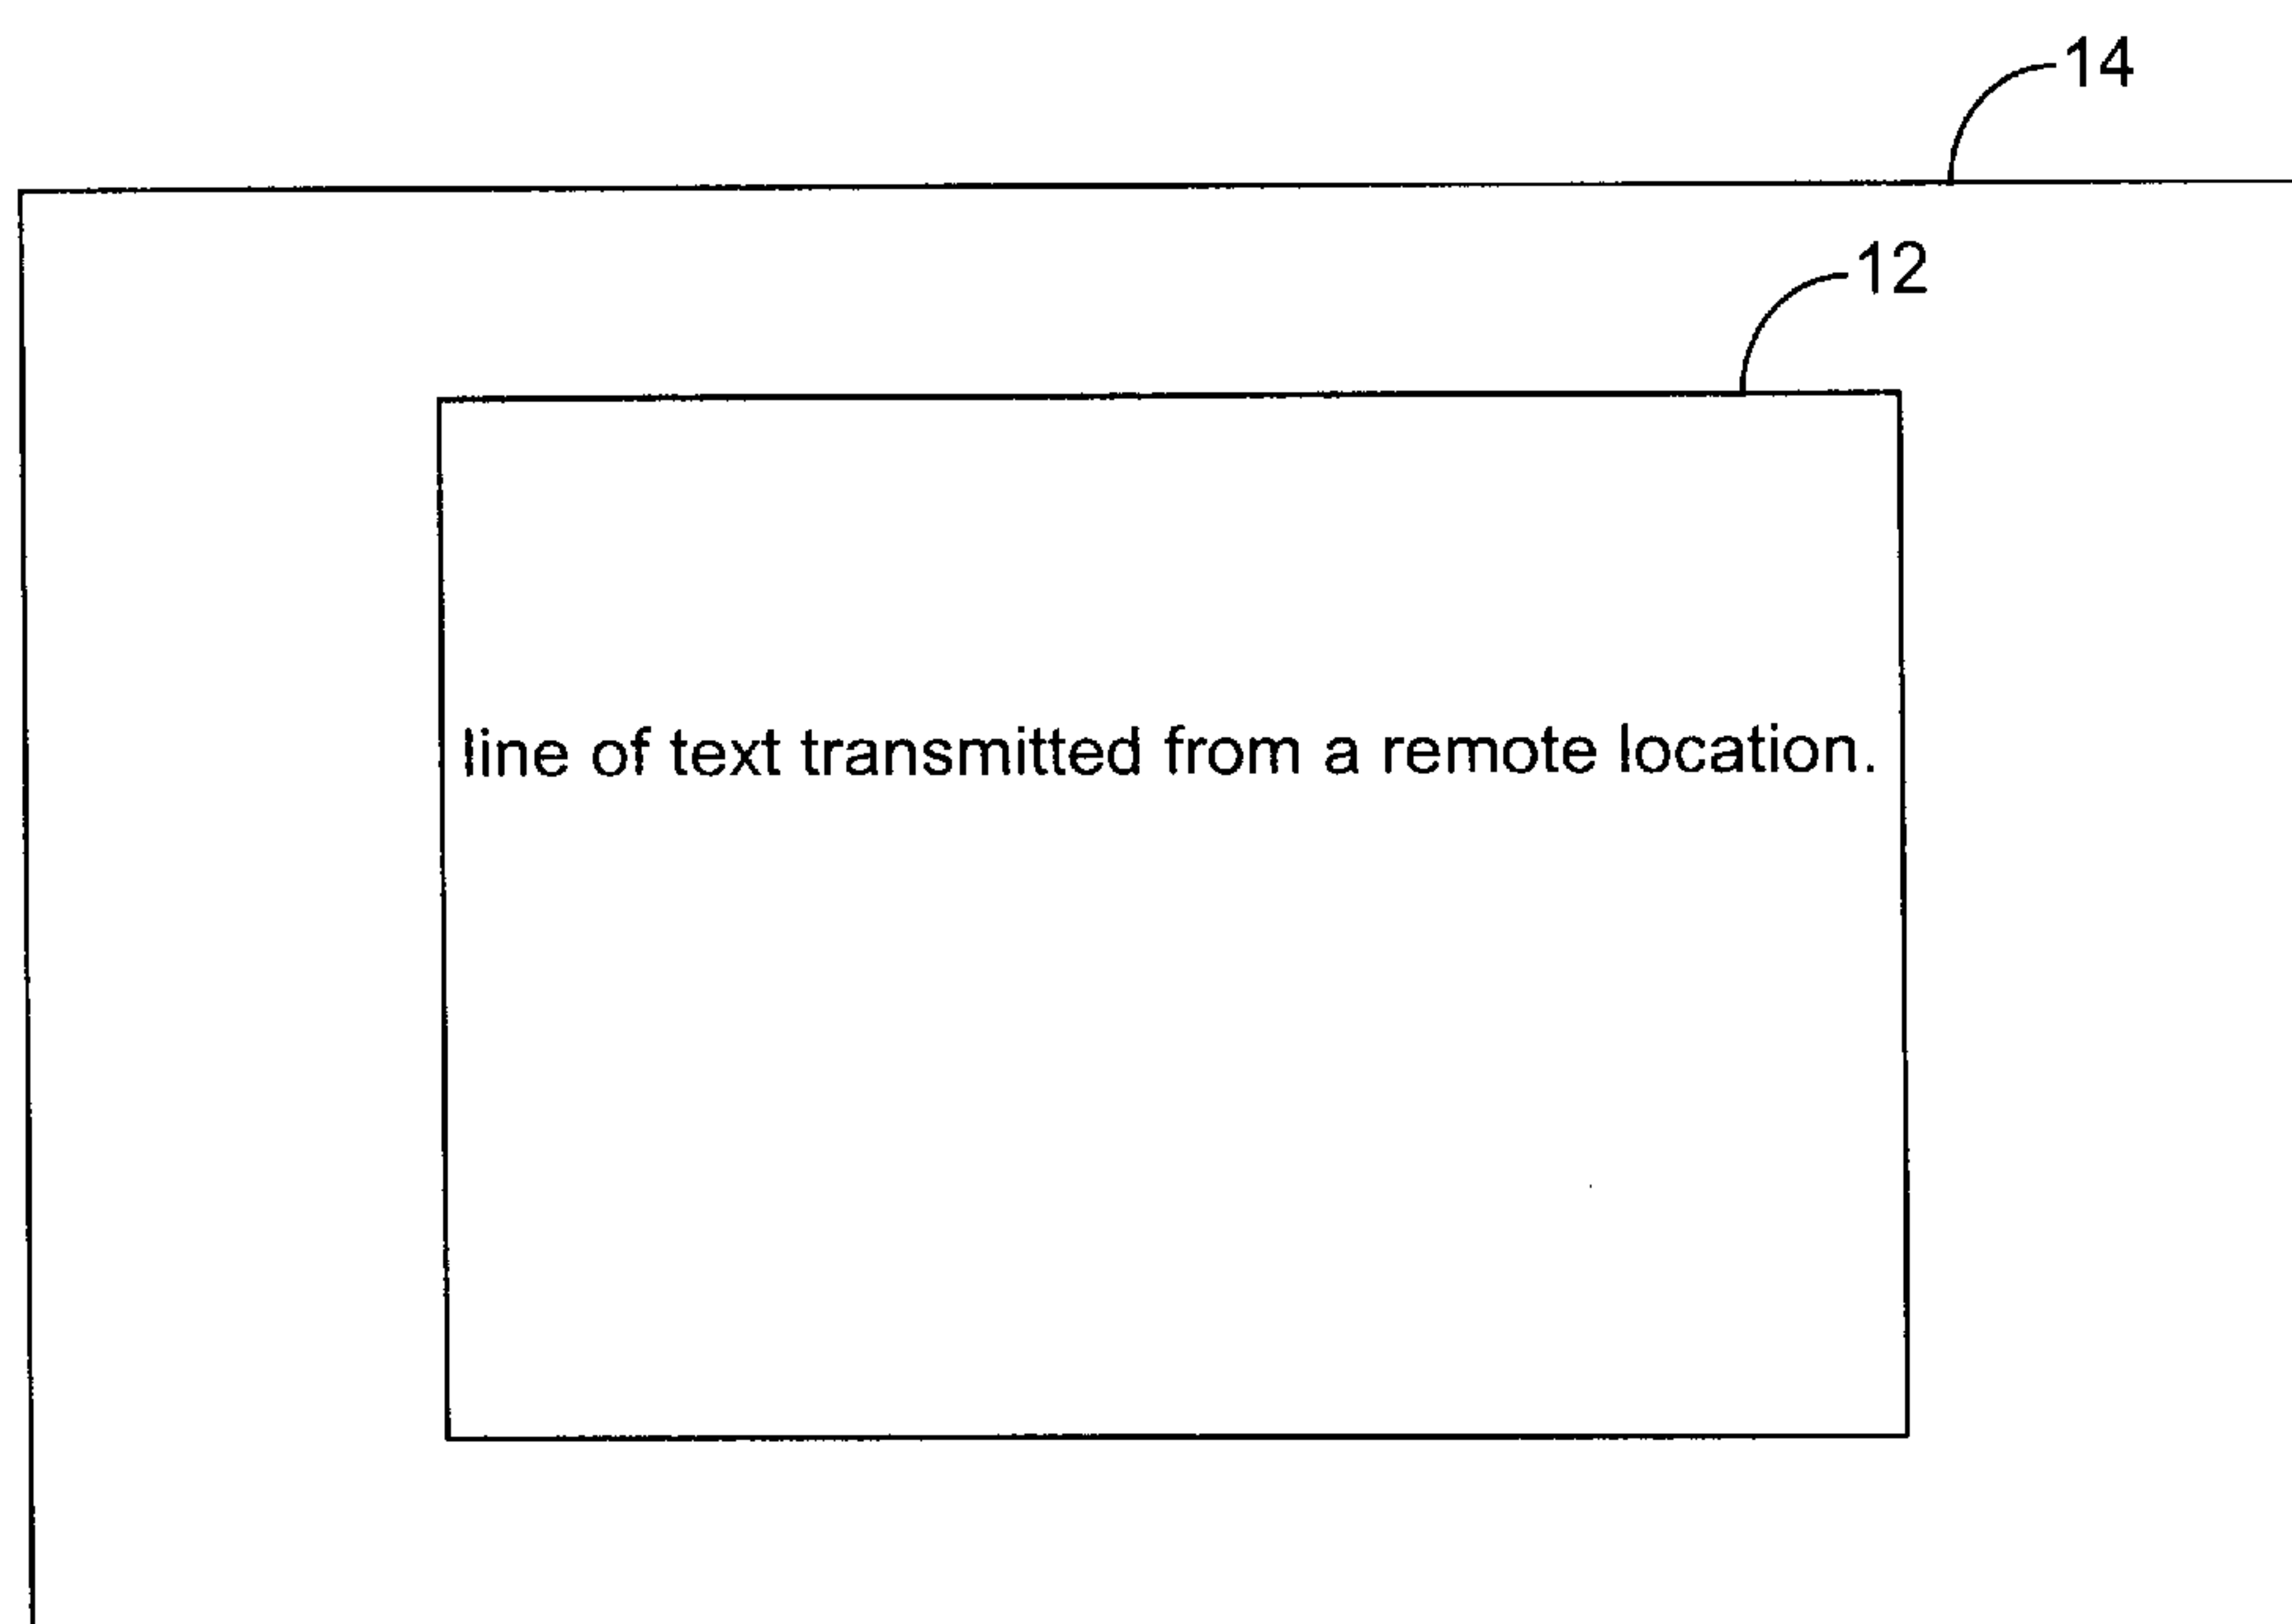 14
12
line of text transmitted from a remote location.